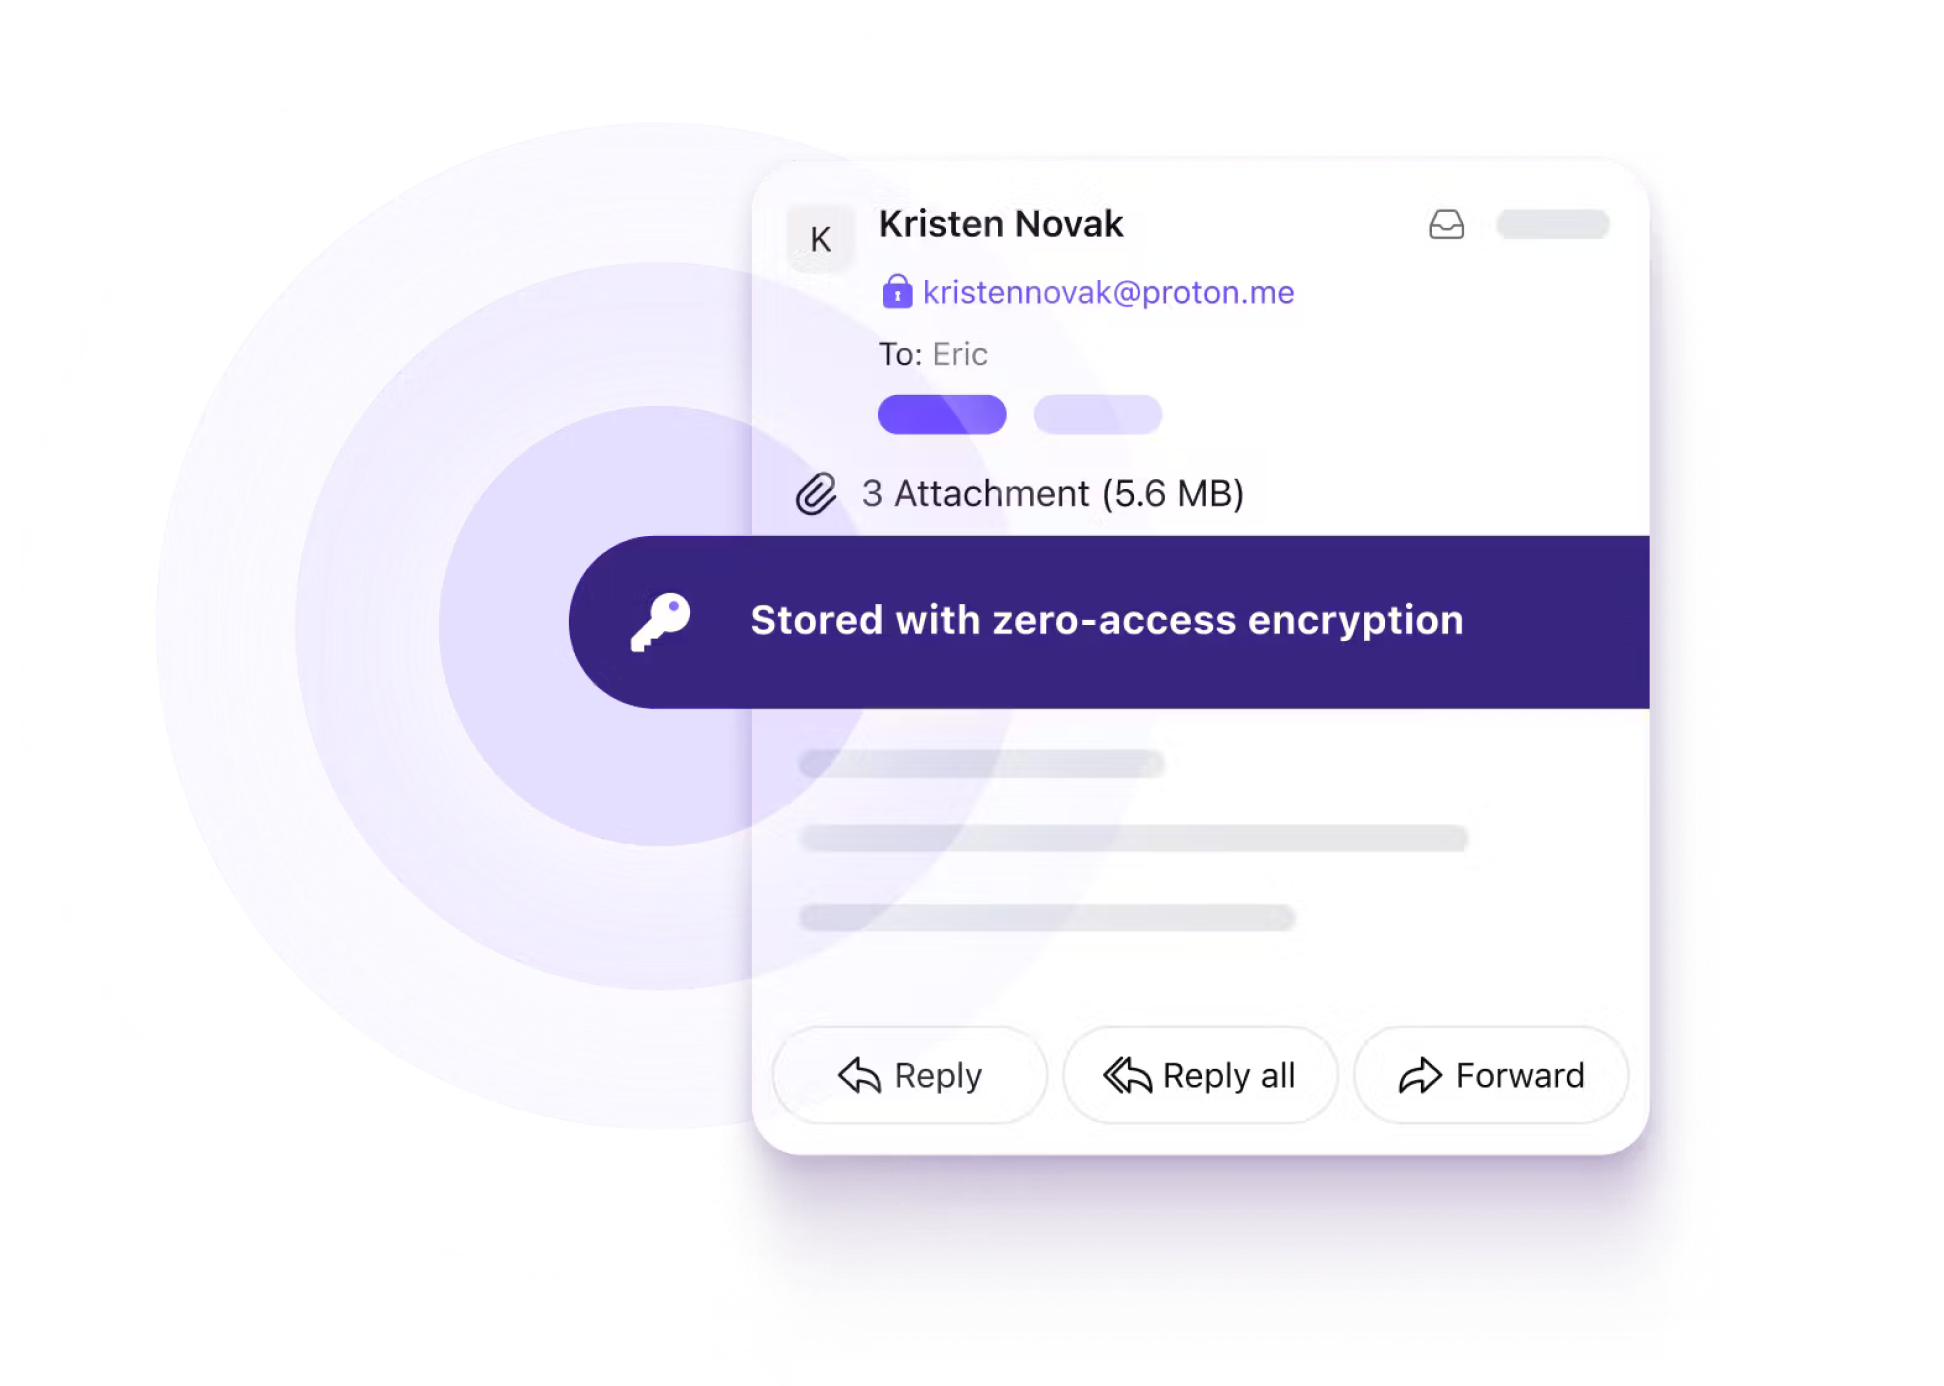 K
Kristen Novak
kristennovak@proton.me
To: Eric
3 Attachment (5.6 MB)
Stored with zero-access encryption
Reply
Reply all
Forward